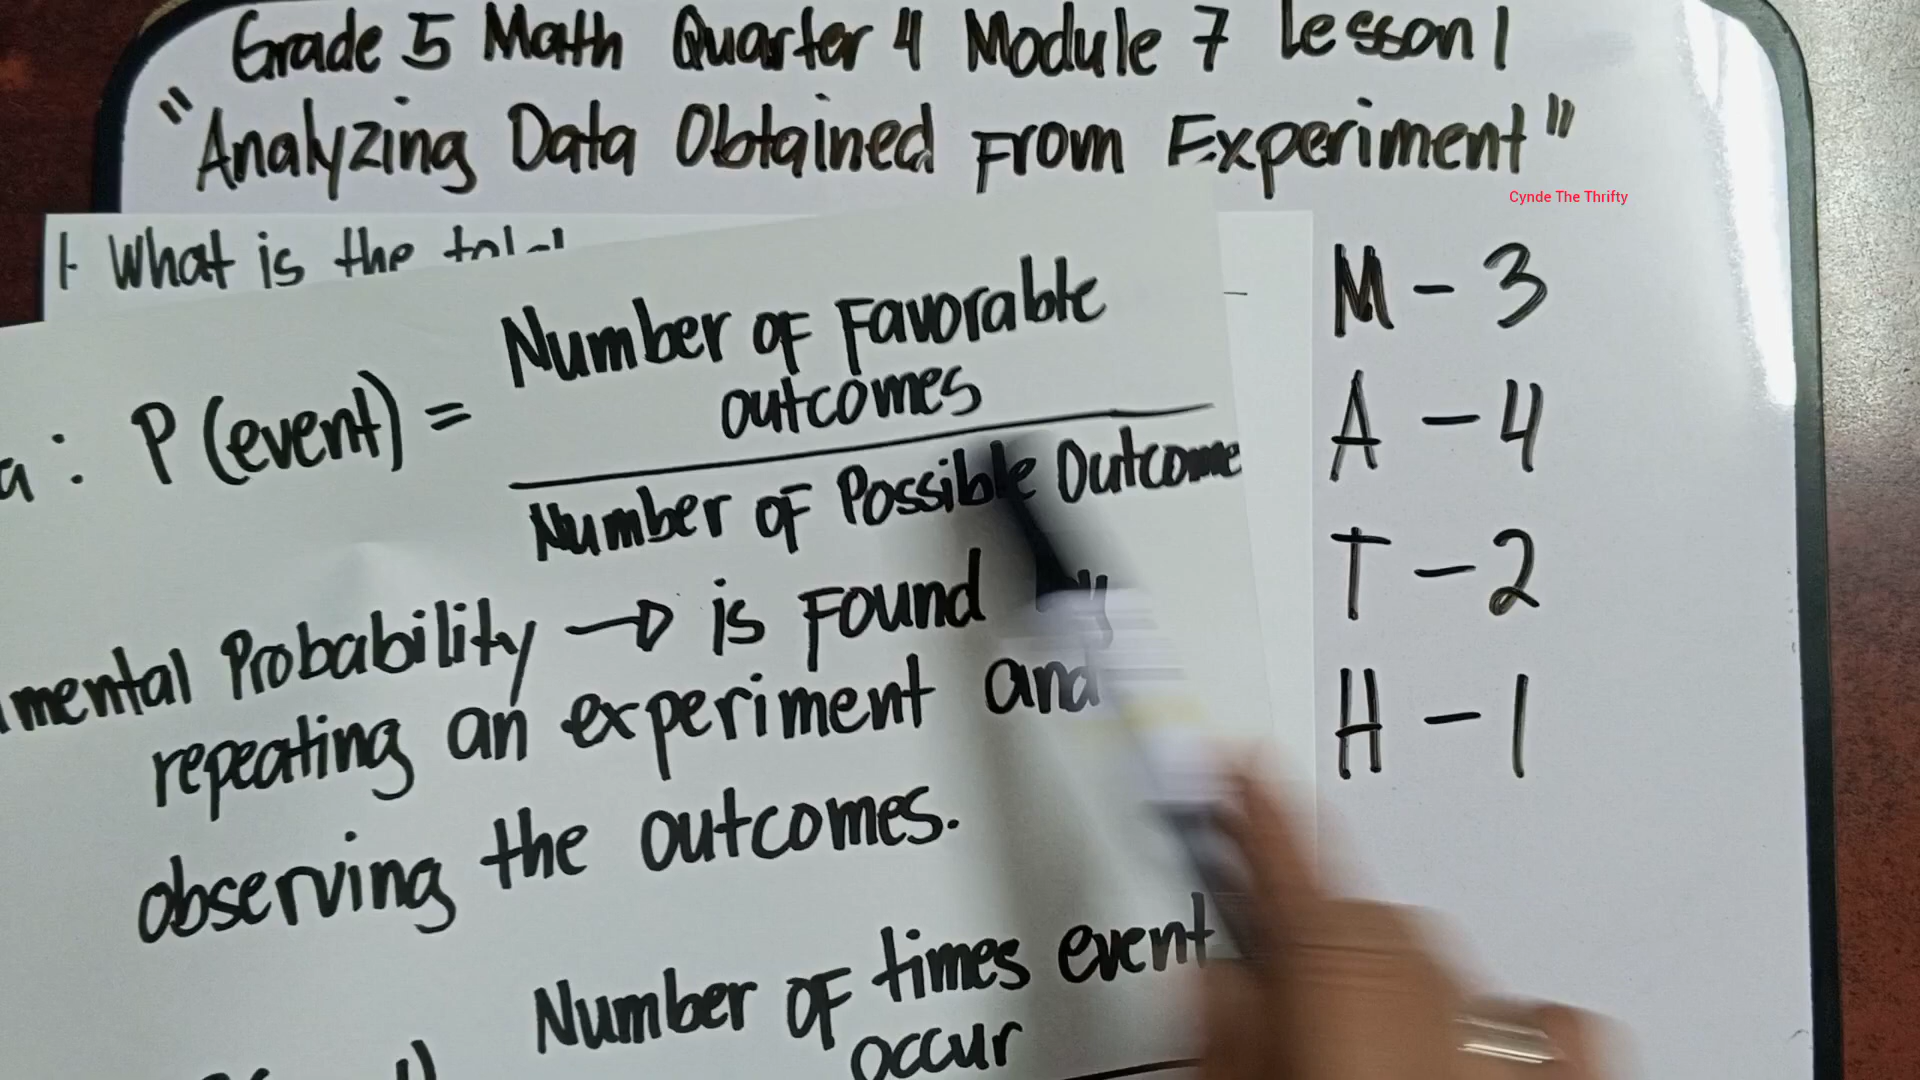 Grade 5 Math Quarter 4 Module 7 Lesson 1
"Analyzing Data Obtained From Experiment"
Cynde The Thrifty
1. What is the
Number of Favorable
outcomes
a : P (event) =
Number of Possible Outcome
mental Probability → is Found
repeating an experiment and
observing the outcomes.
Number of times event
occur
M - 3
A - 4
T - 2
H - 1